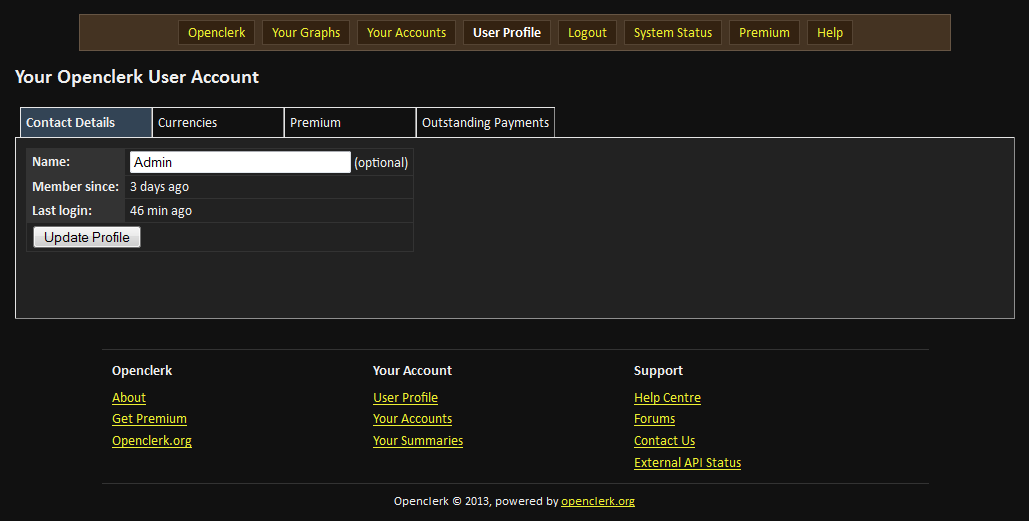 Openclerk Your Graphs Your Accounts User Profile Logout System Status Premium Help
Your Openclerk User Account
Contact Details Currencies Premium Outstanding Payments
Name: Admin (optional)
Member since: 3 days ago
Last login: 46 min ago
Update Profile
Openclerk Your Account Support
About User Profile Help Centre
Get Premium Your Accounts Forums
Openclerk.org Your Summaries Contact Us
External API Status
Openclerk © 2013, powered by openclerk.org